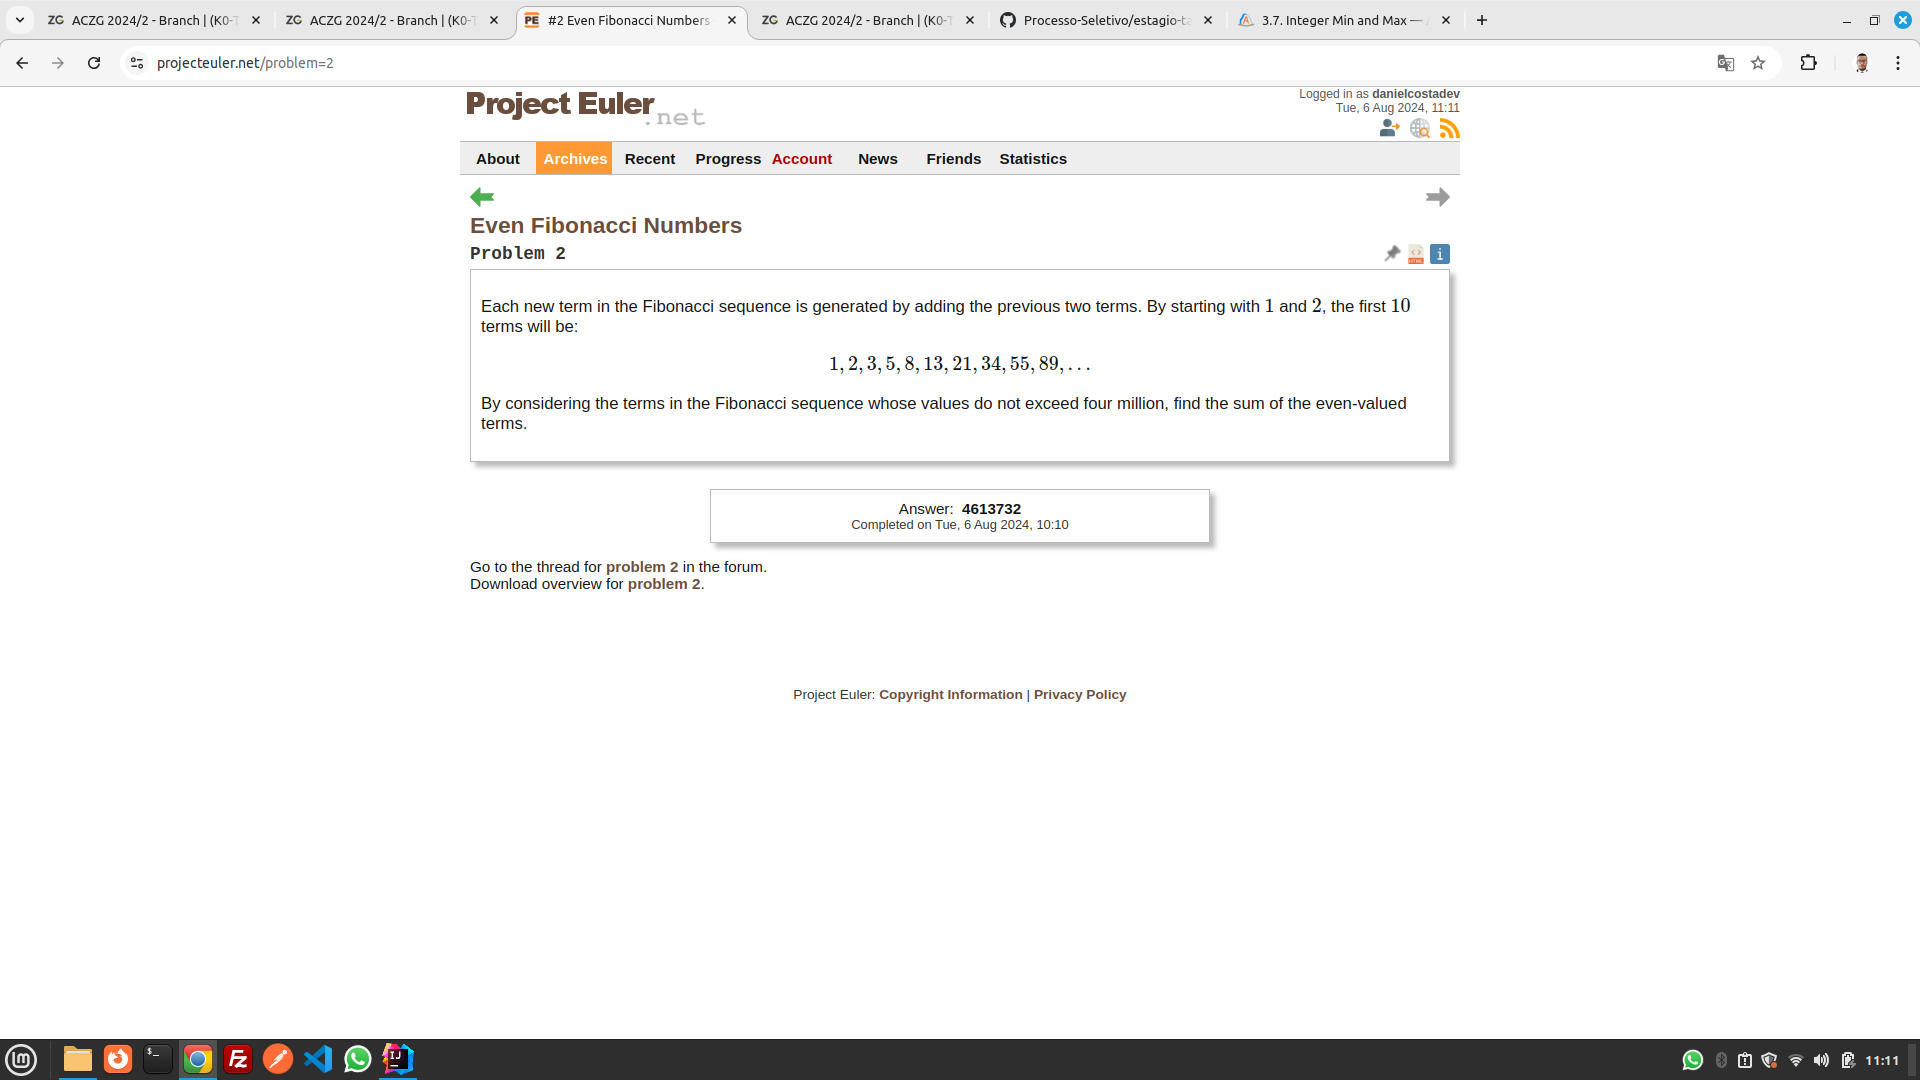 ZG ACZG 2024/2 - Branch | (K0-T
ZG ACZG 2024/2 - Branch | (K0-T
PE #2 Even Fibonacci Numbers
ZG ACZG 2024/2 - Branch | (K0-T
Processo-Seletivo/estagio-ta
3.7. Integer Min and Max —
projecteuler.net/problem=2
Project Euler
.net
Logged in as danielcostadev
Tue, 6 Aug 2024, 11:11
About Archives Recent Progress Account News Friends Statistics
Even Fibonacci Numbers
Problem 2
Each new term in the Fibonacci sequence is generated by adding the previous two terms. By starting with 1 and 2, the first 10
terms will be:
1, 2, 3, 5, 8, 13, 21, 34, 55, 89, ...
By considering the terms in the Fibonacci sequence whose values do not exceed four million, find the sum of the even-valued
terms.
Answer: 4613732
Completed on Tue, 6 Aug 2024, 10:10
Go to the thread for problem 2 in the forum.
Download overview for problem 2.
Project Euler: Copyright Information | Privacy Policy
11:11